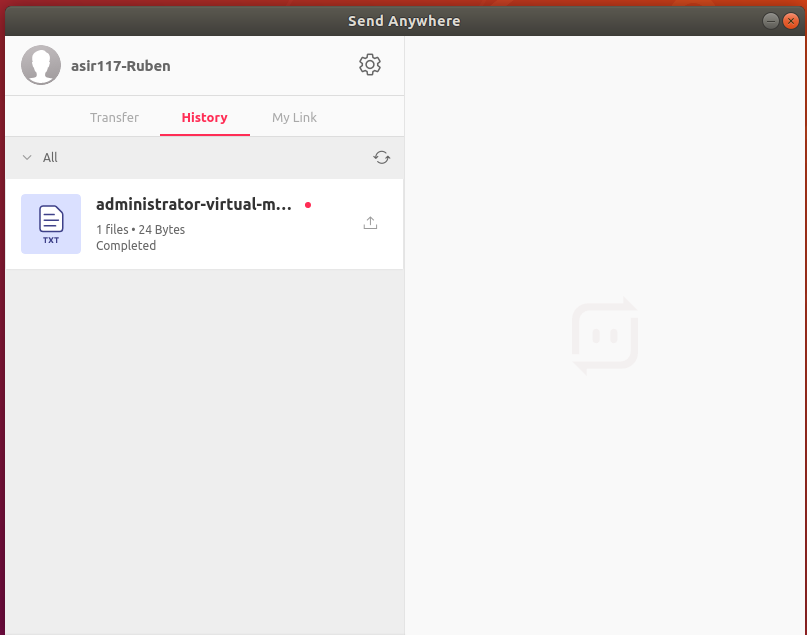 Send Anywhere
asir117-Ruben
Transfer
History
My Link
All
administrator-virtual-m...
TXT
1 files • 24 Bytes
Completed